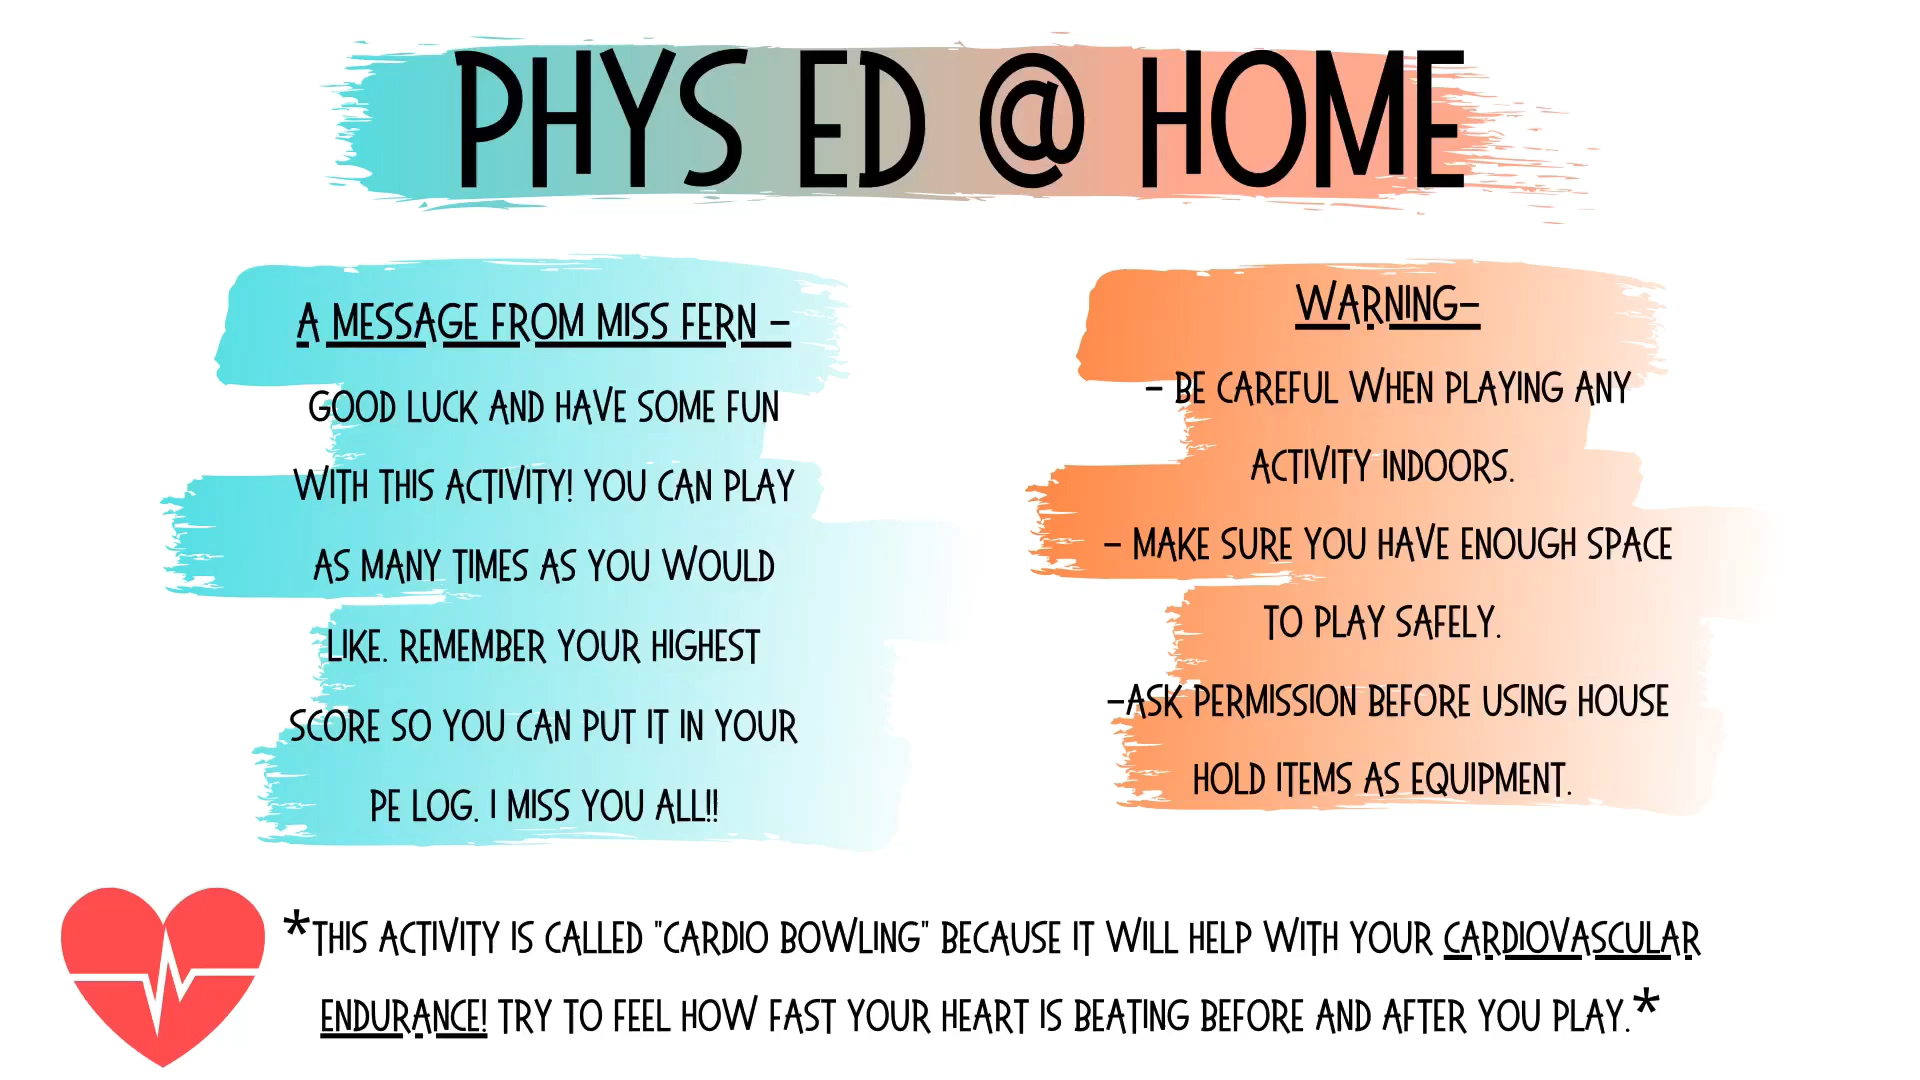 PHYS ED @ HOME
A MESSAGE FROM MISS FERN -
GOOD LUCK AND HAVE SOME FUN
WITH THIS ACTIVITY! YOU CAN PLAY
AS MANY TIMES AS YOU WOULD
LIKE. REMEMBER YOUR HIGHEST
SCORE SO YOU CAN PUT IT IN YOUR
PE LOG. I MISS YOU ALL!!
WARNING-
- BE CAREFUL WHEN PLAYING ANY
ACTIVITY INDOORS.
- MAKE SURE YOU HAVE ENOUGH SPACE
TO PLAY SAFELY.
-ASK PERMISSION BEFORE USING HOUSE
HOLD ITEMS AS EQUIPMENT.
*THIS ACTIVITY IS CALLED "CARDIO BOWLING" BECAUSE IT WILL HELP WITH YOUR CARDIOVASCULAR
ENDURANCE! TRY TO FEEL HOW FAST YOUR HEART IS BEATING BEFORE AND AFTER YOU PLAY.*